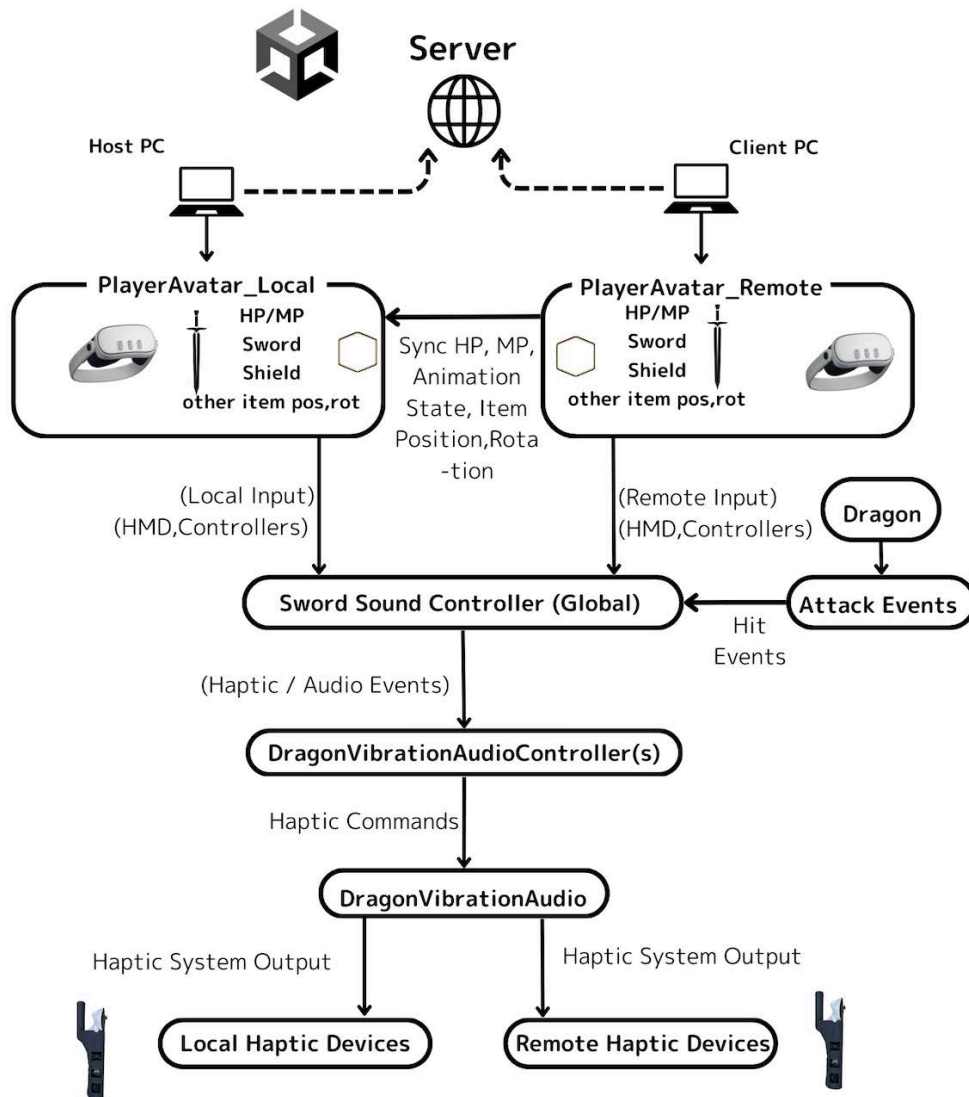 Server
Host PC
Client PC
PlayerAvatar_Local
HP/MP
Sword
Shield
other item pos,rot
Sync HP, MP,
Animation
State, Item
Position,Rota
-tion
PlayerAvatar_Remote
HP/MP
Sword
Shield
other item pos,rot
(Local Input)
(HMD,Controllers)
(Remote Input)
(HMD,Controllers)
Dragon
Attack Events
Hit
Events
Sword Sound Controller (Global)
(Haptic / Audio Events)
DragonVibrationAudioController(s)
Haptic Commands
DragonVibrationAudio
Haptic System Output
Haptic System Output
Local Haptic Devices
Remote Haptic Devices